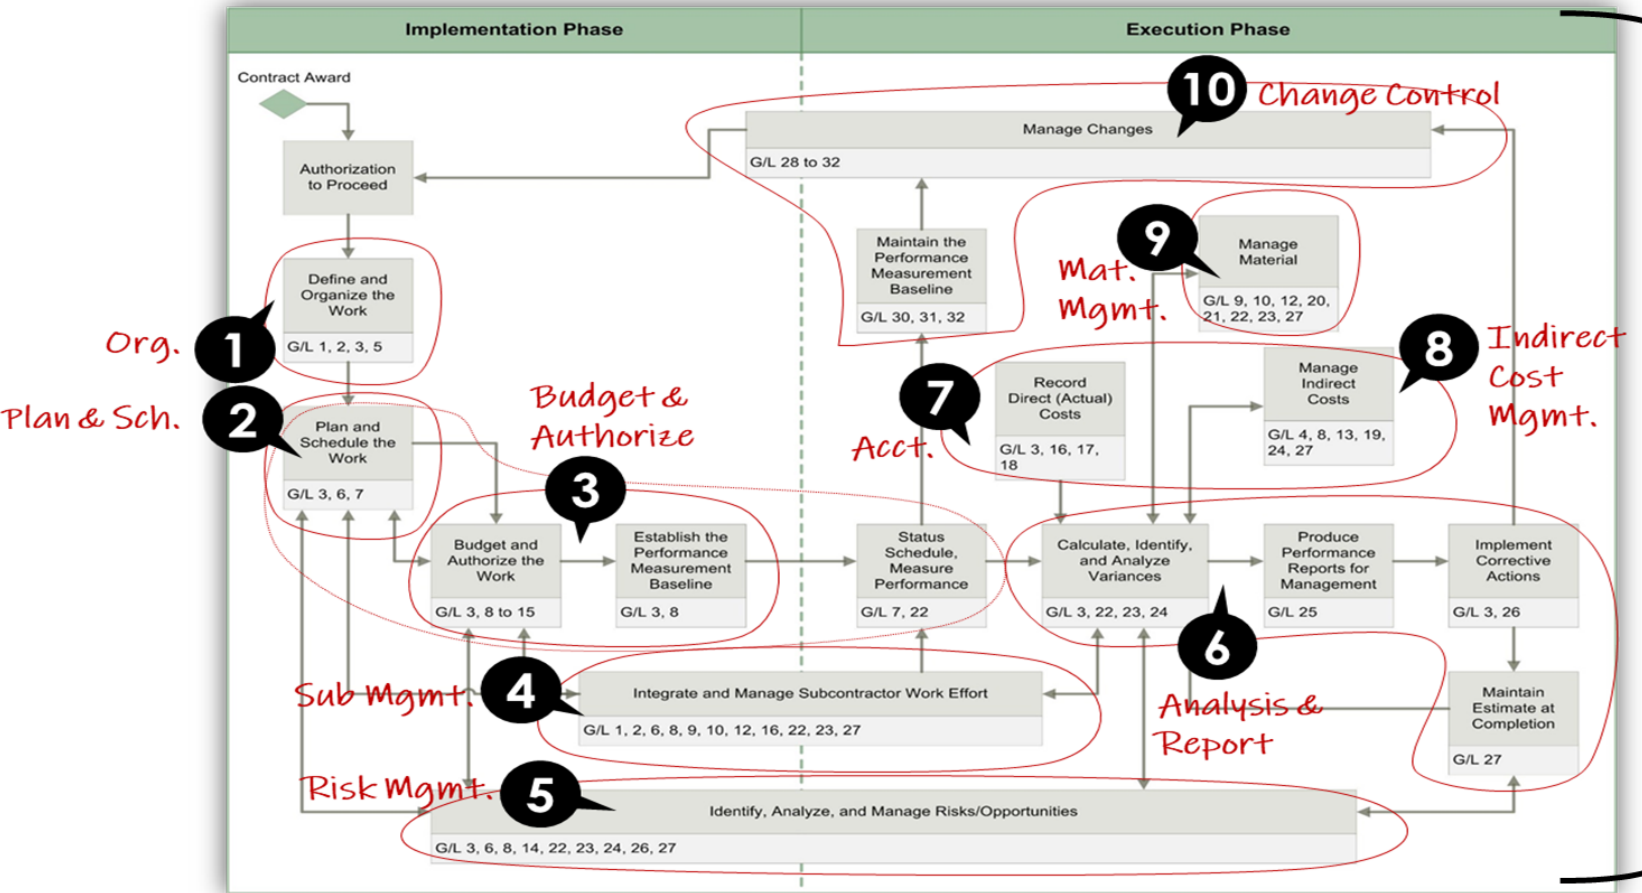 Implementation Phase
Execution Phase
Contract Award
10
Change Control
Manage Changes
G/L 28 to 32
Authorization
to Proceed
9
Mat.
Mgmt.
Manage
Material
G/L 9, 10, 12, 20,
21, 22, 23, 27
Maintain the
Performance
Measurement
Baseline
G/L 30, 31, 32
Org.
1
Define and
Organize the
Work
G/L 1, 2, 3, 5
8
Indirect
Cost
Mgmt.
Manage
Indirect
Costs
G/L 4, 8, 13, 19,
24, 27
7
Acct.
Record
Direct (Actual)
Costs
G/L 3, 16, 17,
18
Plan & Sch.
2
Plan and
Schedule the
Work
G/L 3, 6, 7
Budget &
Authorize
3
Budget and
Authorize the
Work
G/L 3, 8 to 15
Establish the
Performance
Measurement
Baseline
G/L 3, 8
Status
Schedule,
Measure
Performance
G/L 7, 22
Calculate, Identify,
and Analyze
Variances
G/L 3, 22, 23, 24
Produce
Performance
Reports for
Management
G/L 25
Implement
Corrective
Actions
G/L 3, 26
6
Analysis &
Report
Sub Mgmt.
4
Integrate and Manage Subcontractor Work Effort
G/L 1, 2, 6, 8, 9, 10, 12, 16, 22, 23, 27
Maintain
Estimate at
Completion
G/L 27
Risk Mgmt.
5
Identify, Analyze, and Manage Risks/Opportunities
G/L 3, 6, 8, 14, 22, 23, 24, 26, 27